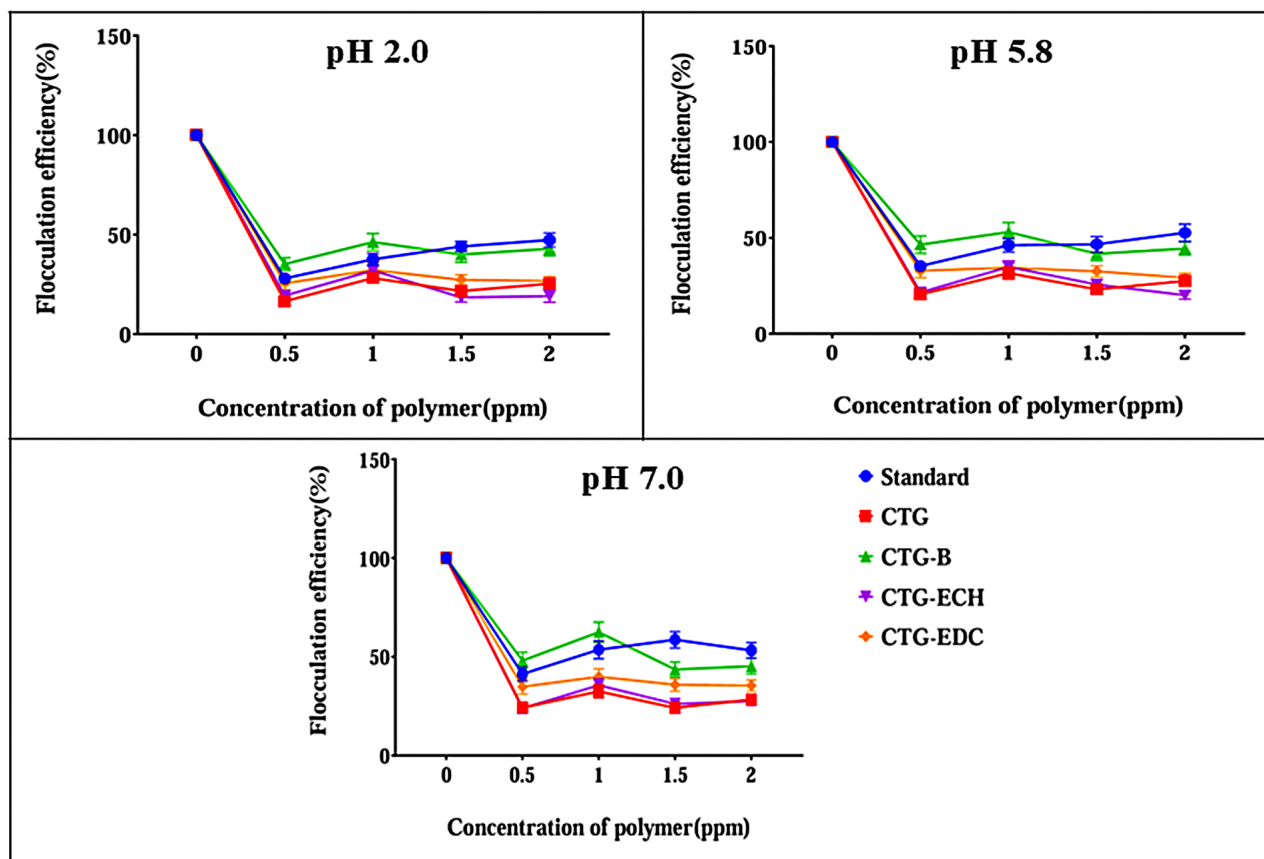 pH 2.0
Flocculation efficiency(%)
150
100
50
0
0 0.5 1 1.5 2
Concentration of polymer(ppm)
pH 5.8
Flocculation efficiency(%)
150
100
50
0
0 0.5 1 1.5 2
Concentration of polymer(ppm)
pH 7.0
Flocculation efficiency(%)
150
100
50
0
0 0.5 1 1.5 2
Concentration of polymer(ppm)
Standard
CTG
CTG-B
CTG-ECH
CTG-EDC